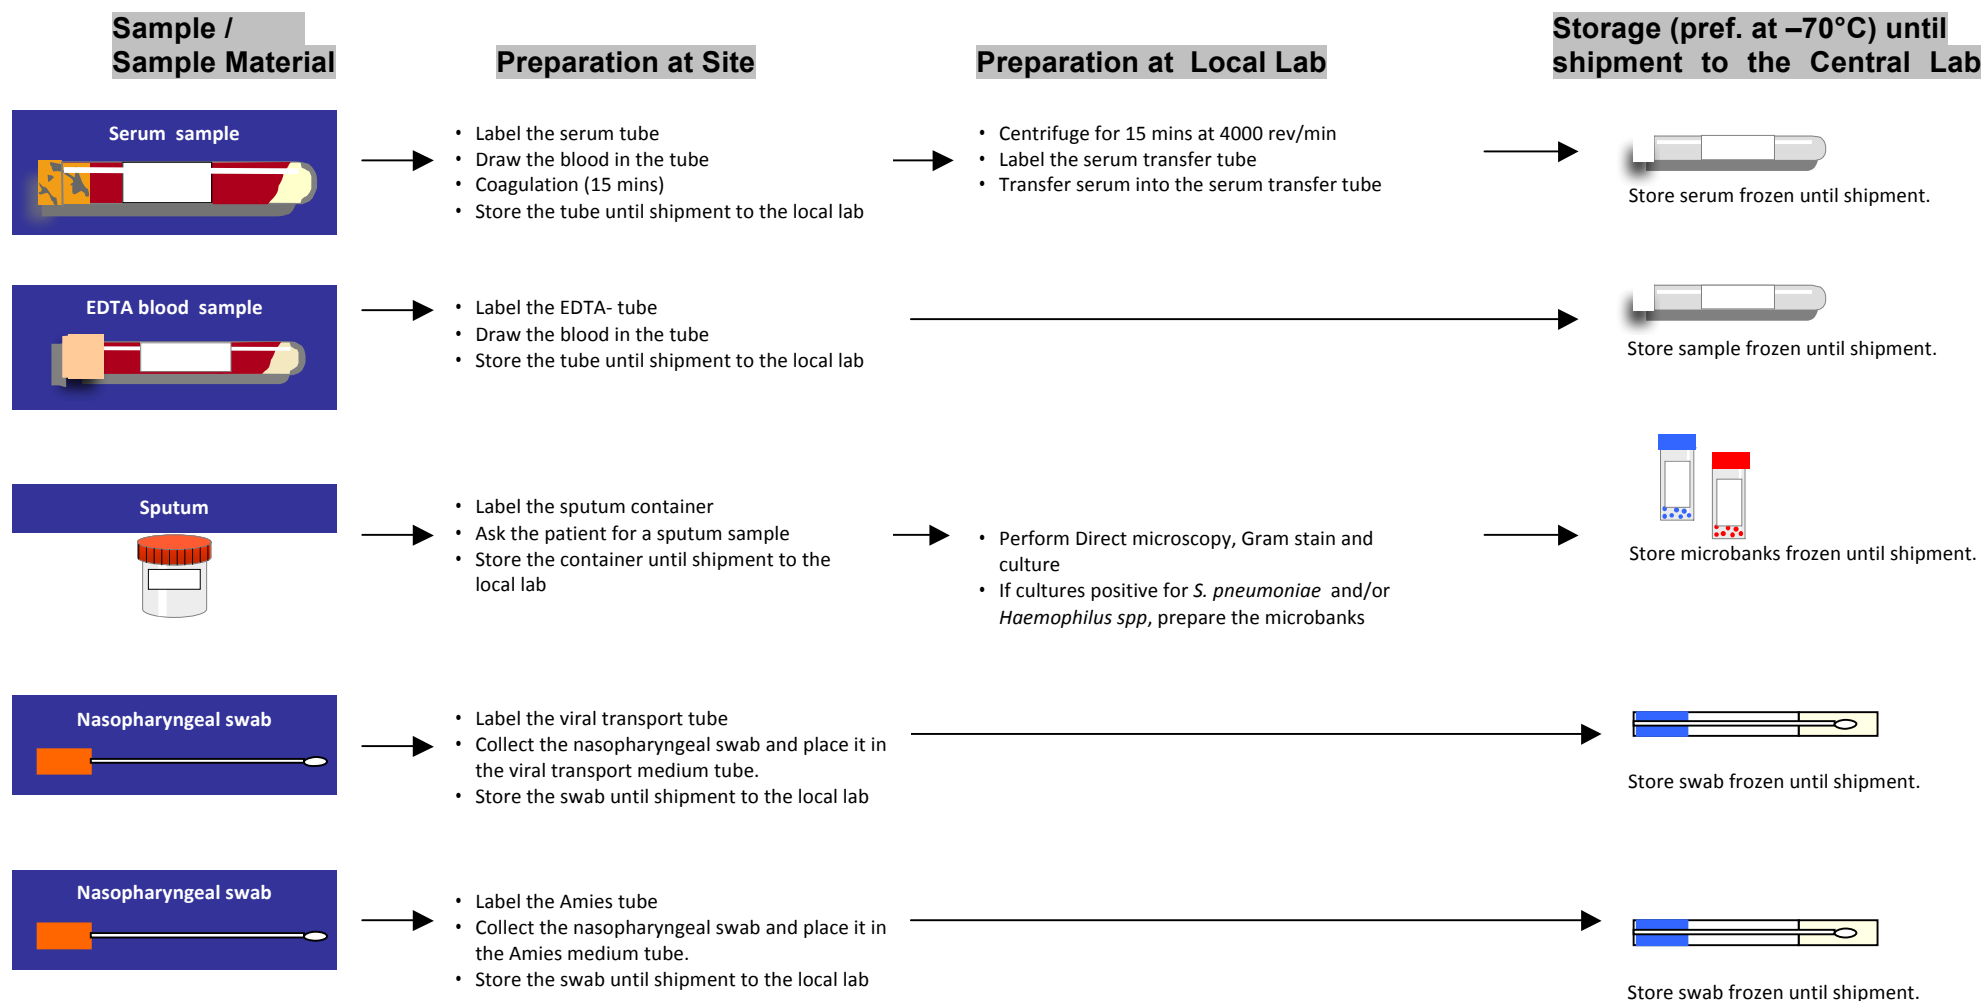 Sample /
Sample Material
Preparation at Site
Preparation at Local Lab
Storage (pref. at –70°C) until
shipment to the Central Lab
Serum sample
• Label the serum tube
• Draw the blood in the tube
• Coagulation (15 mins)
• Store the tube until shipment to the local lab
• Centrifuge for 15 mins at 4000 rev/min
• Label the serum transfer tube
• Transfer serum into the serum transfer tube
Store serum frozen until shipment.
EDTA blood sample
• Label the EDTA- tube
• Draw the blood in the tube
• Store the tube until shipment to the local lab
Store sample frozen until shipment.
Sputum
• Label the sputum container
• Ask the patient for a sputum sample
• Store the container until shipment to the
local lab
• Perform Direct microscopy, Gram stain and
culture
• If cultures positive for S. pneumoniae and/or
Haemophilus spp, prepare the microbanks
Store microbanks frozen until shipment.
Nasopharyngeal swab
• Label the viral transport tube
• Collect the nasopharyngeal swab and place it in
the viral transport medium tube.
• Store the swab until shipment to the local lab
Store swab frozen until shipment.
Nasopharyngeal swab
• Label the Amies tube
• Collect the nasopharyngeal swab and place it in
the Amies medium tube.
• Store the swab until shipment to the local lab
Store swab frozen until shipment.